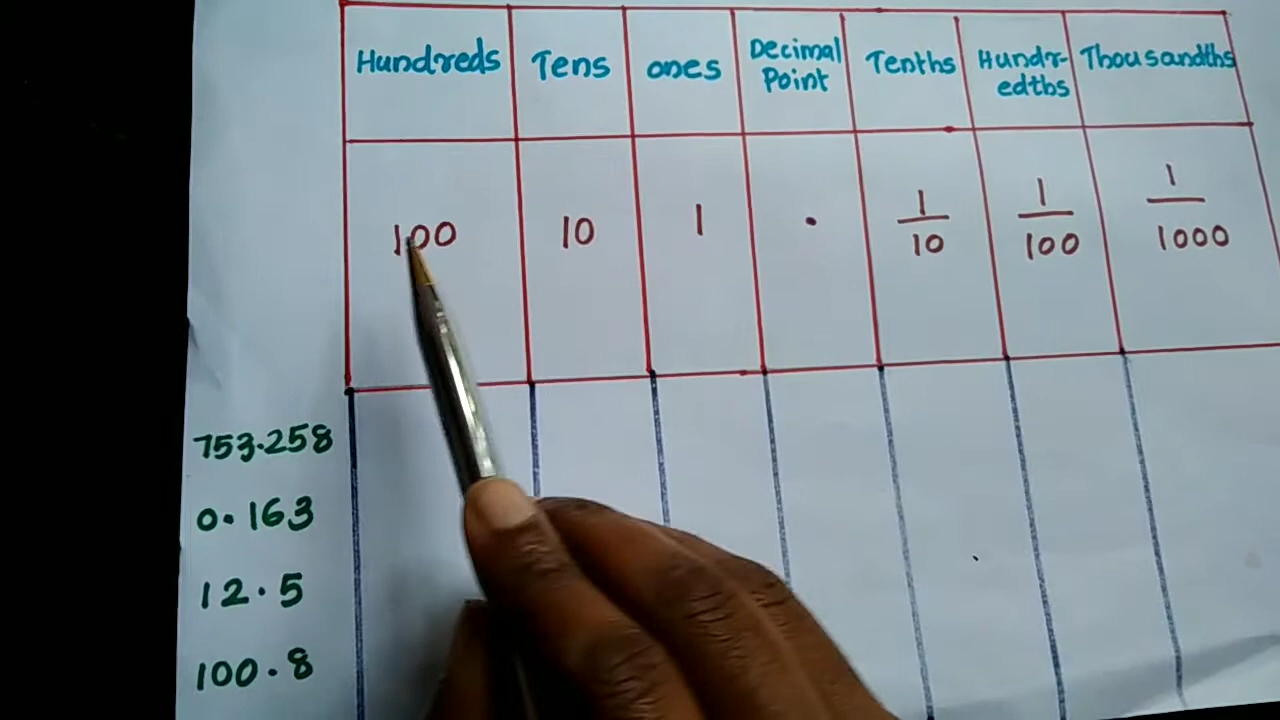 Hundreds Tens ones Decimal Point Tenths Hundr-edths Thousandths
100 10 1 . 1/10 1/100 1/1000
753.258
0.163
12.5
100.8